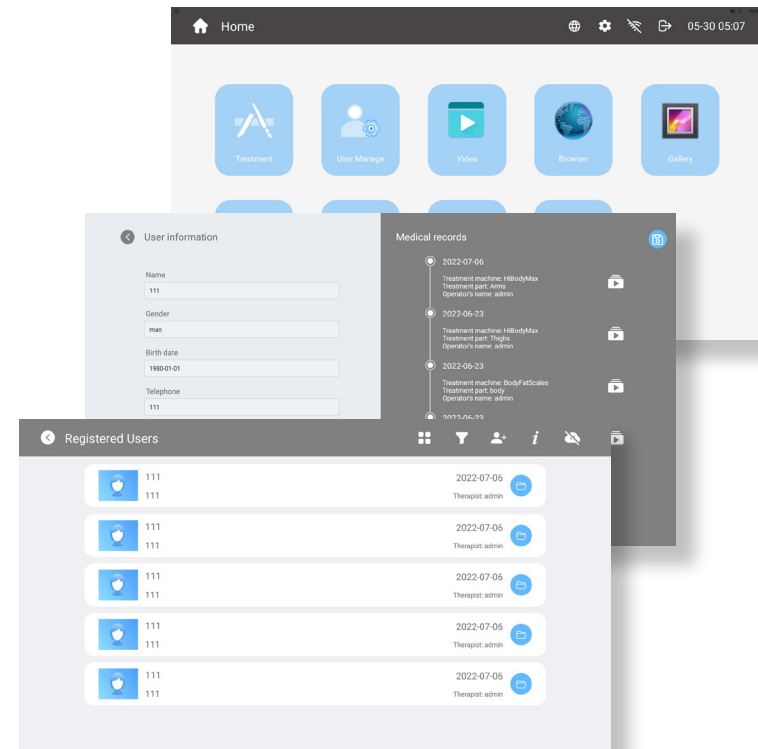 Home
05-30 05:07
Treatment
User Manage
Video
Browser
Gallery
User information
Name
111
Gender
man
Birth date
1980-01-01
Telephone
111
Medical records
2022-07-06
Treatment machine: HiBodyMax
Treatment part: Arms
Operator's name: admin
2022-06-23
Treatment machine: HiBodyMax
Treatment part: Thighs
Operator's name: admin
2022-06-23
Treatment machine: BodyFatScales
Treatment part: body
Operator's name: admin
2022-06-23
Registered Users
111
2022-07-06
111
Therapist: admin
111
2022-07-06
111
Therapist: admin
111
2022-07-06
111
Therapist: admin
111
2022-07-06
111
Therapist: admin
111
2022-07-06
111
Therapist: admin